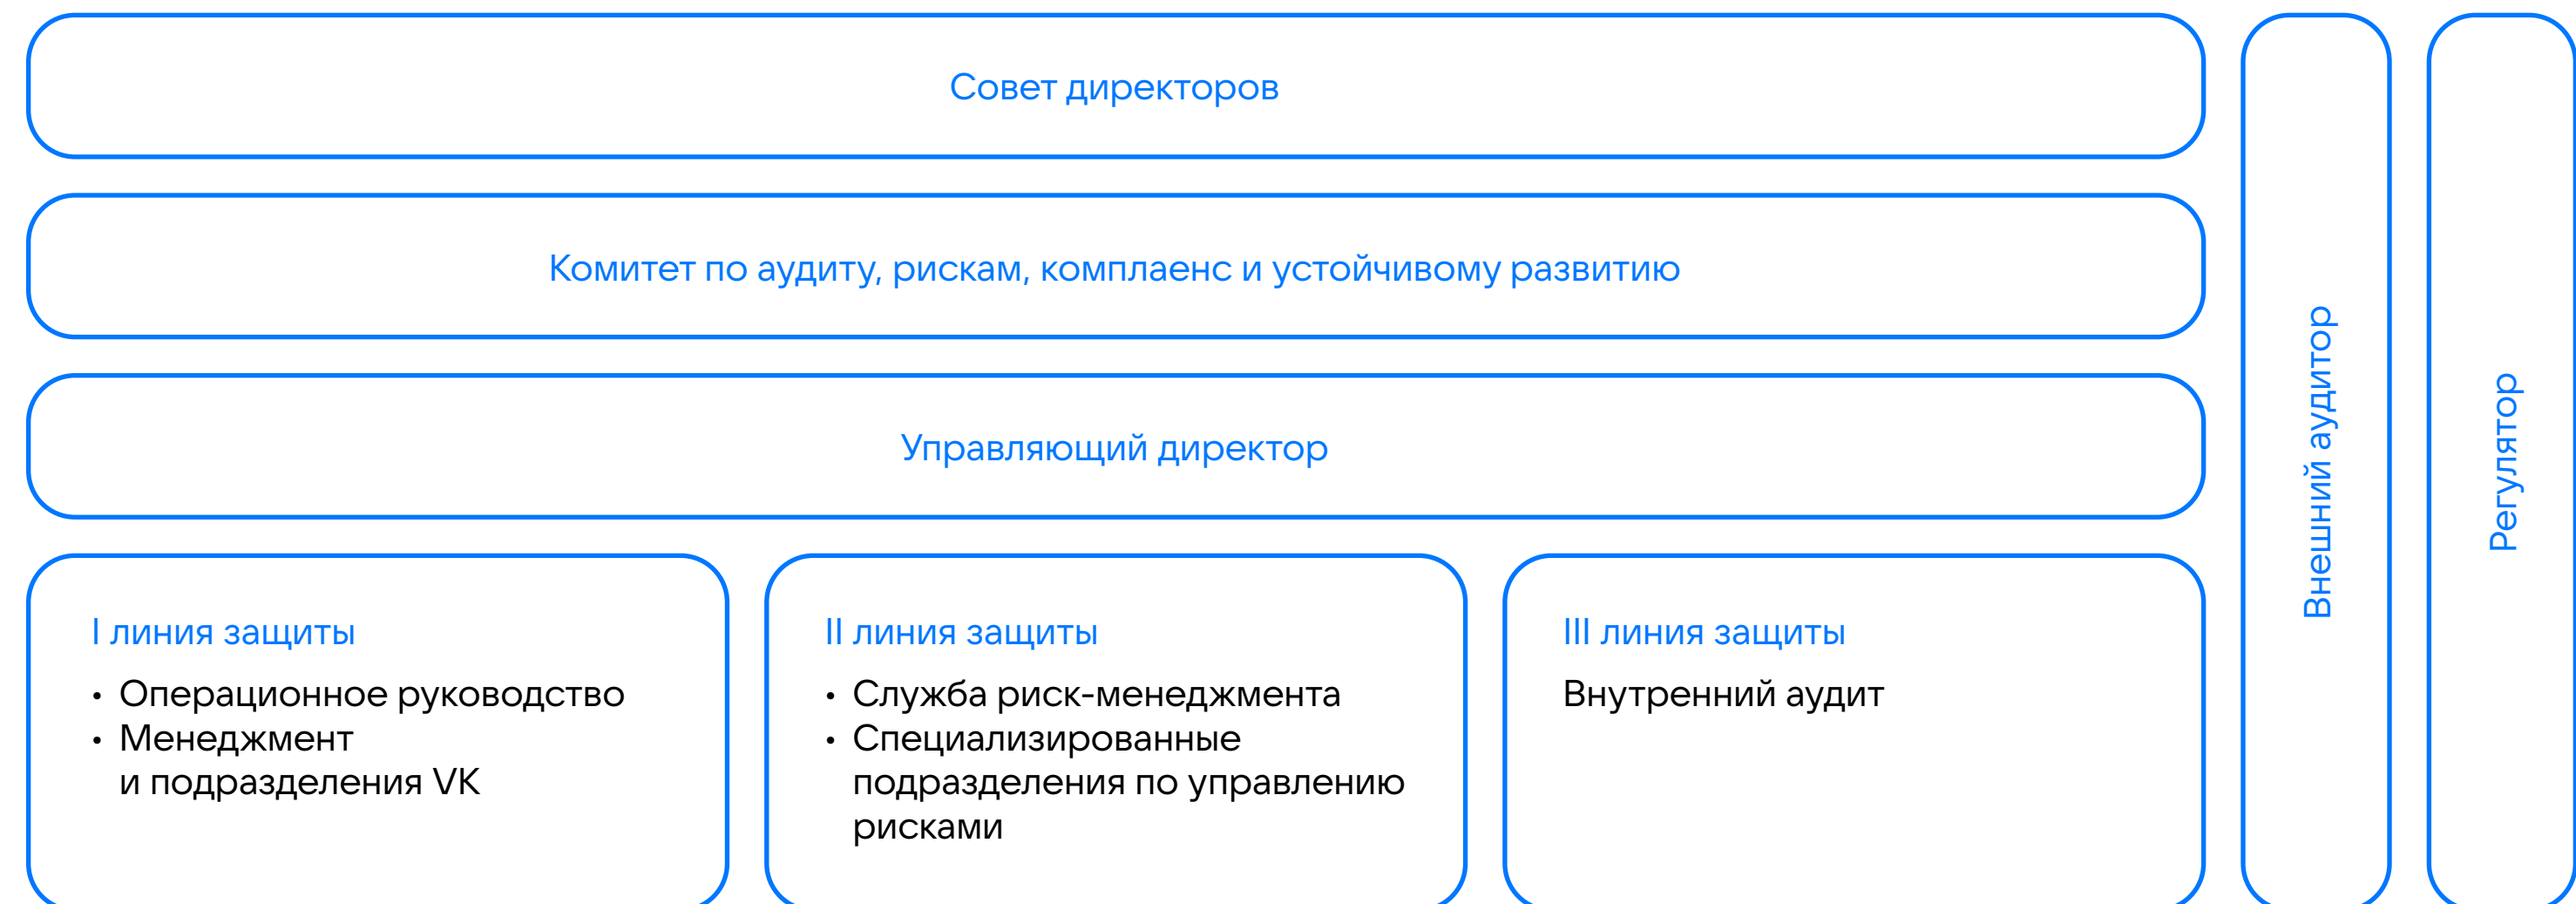 Совет директоров
Комитет по аудиту, рискам, комплаенс и устойчивому развитию
Управляющий директор
I линия защиты
• Операционное руководство
• Менеджмент
и подразделения VK
II линия защиты
• Служба риск-менеджмента
• Специализированные
подразделения по управлению
рисками
III линия защиты
Внутренний аудит
Внешний аудитор
Регулятор